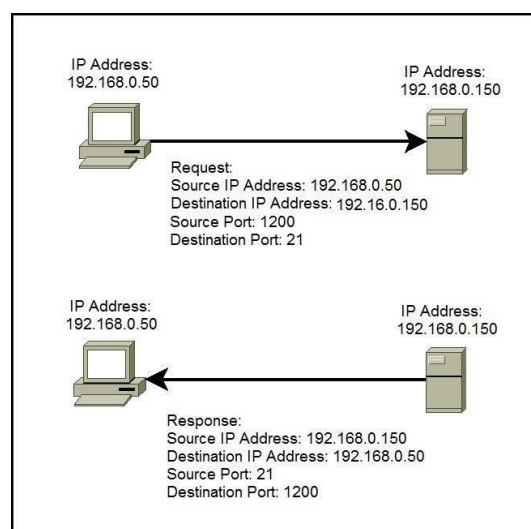 IP Address:
192.168.0.50
IP Address:
192.168.0.150
Request:
Source IP Address: 192.168.0.50
Destination IP Address: 192.16.0.150
Source Port: 1200
Destination Port: 21
IP Address:
192.168.0.50
IP Address:
192.168.0.150
Response:
Source IP Address: 192.168.0.150
Destination IP Address: 192.168.0.50
Source Port: 21
Destination Port: 1200